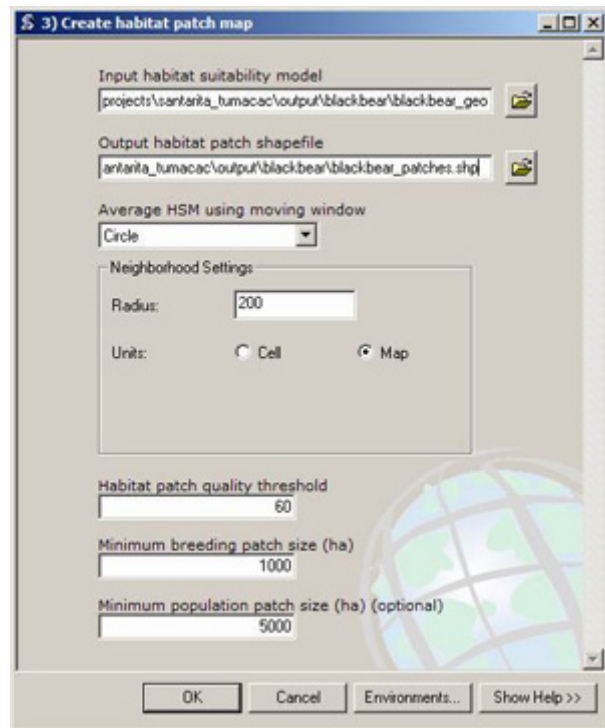 3) Create habitat patch map
Input habitat suitability model
projects\santarita_tumacac\output\blackbear\blackbear_geo
Output habitat patch shapefile
antarita_tumacac\output\blackbear\blackbear_patches.shp
Average HSM using moving window
Circle
Neighborhood Settings
Radius: 200
Units: Cell Map
Habitat patch quality threshold
60
Minimum breeding patch size (ha)
1000
Minimum population patch size (ha) (optional)
5000
OK Cancel Environments... Show Help >>